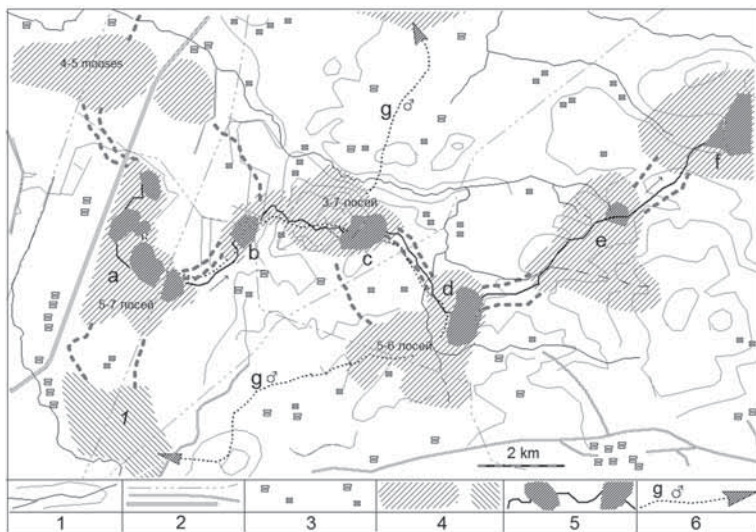 4-5 mooses
g ♂
f
3-7 лосей
e
b
c
a
d
5-7 лосей
5-6 лосей
g ♂
1
2 km
g ♂
1 2 3 4 5 6